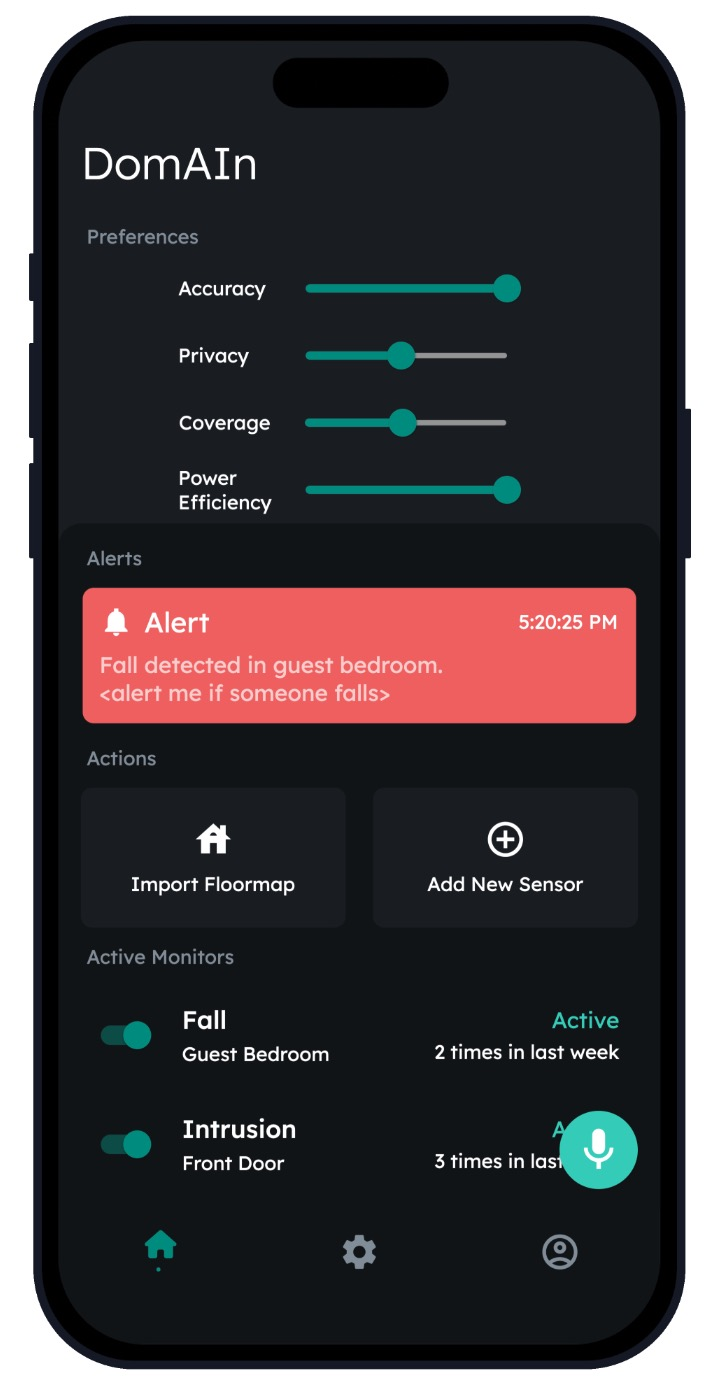 DomAIn
Preferences
Accuracy
Privacy
Coverage
Power
Efficiency
Alerts
Alert
5:20:25 PM
Fall detected in guest bedroom.
<alert me if someone falls>
Actions
Import Floormap
Add New Sensor
Active Monitors
Fall
Active
Guest Bedroom
2 times in last week
Intrusion
Front Door
3 times in last